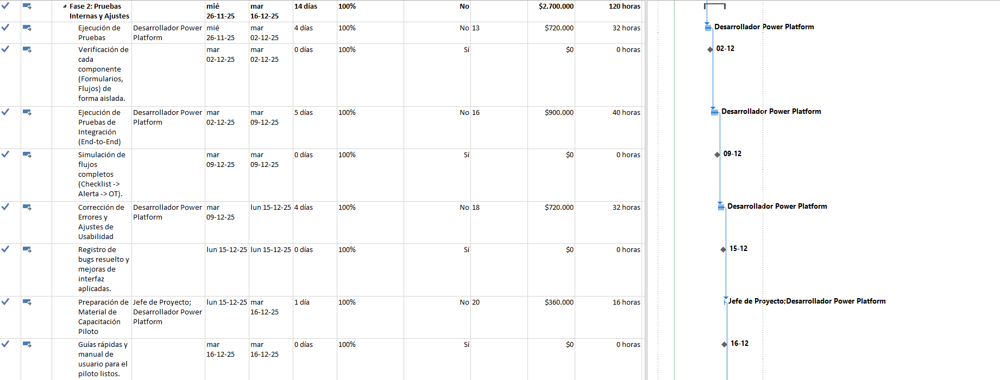 Fase 2: Pruebas Internas y Ajustes mié 26-11-25 mar 16-12-25 14 días 100% No $2.700.000 120 horas
Ejecución de Pruebas Desarrollador Power Platform mié 26-11-25 mar 02-12-25 4 días 100% No 13 $720.000 32 horas Desarrollador Power Platform
Verificación de cada componente (Formularios, Flujos) de forma aislada. mar 02-12-25 mar 02-12-25 0 días 100% Sí $0 0 horas 02-12
Ejecución de Pruebas de Integración (End-to-End) Desarrollador Power Platform mar 02-12-25 mar 09-12-25 5 días 100% No 16 $900.000 40 horas Desarrollador Power Platform
Simulación de flujos completos (Checklist -> Alerta -> OT). mar 09-12-25 mar 09-12-25 0 días 100% Sí $0 0 horas 09-12
Corrección de Errores y Ajustes de Usabilidad Desarrollador Power Platform mar 09-12-25 lun 15-12-25 4 días 100% No 18 $720.000 32 horas Desarrollador Power Platform
Registro de bugs resuelto y mejoras de interfaz aplicadas. lun 15-12-25 lun 15-12-25 0 días 100% Sí $0 0 horas 15-12
Preparación de Material de Capacitación Piloto Jefe de Proyecto; Desarrollador Power Platform lun 15-12-25 mar 16-12-25 1 día 100% No 20 $360.000 16 horas Jefe de Proyecto;Desarrollador Power Platform
Guías rápidas y manual de usuario para el piloto listos. mar 16-12-25 mar 16-12-25 0 días 100% Sí $0 0 horas 16-12